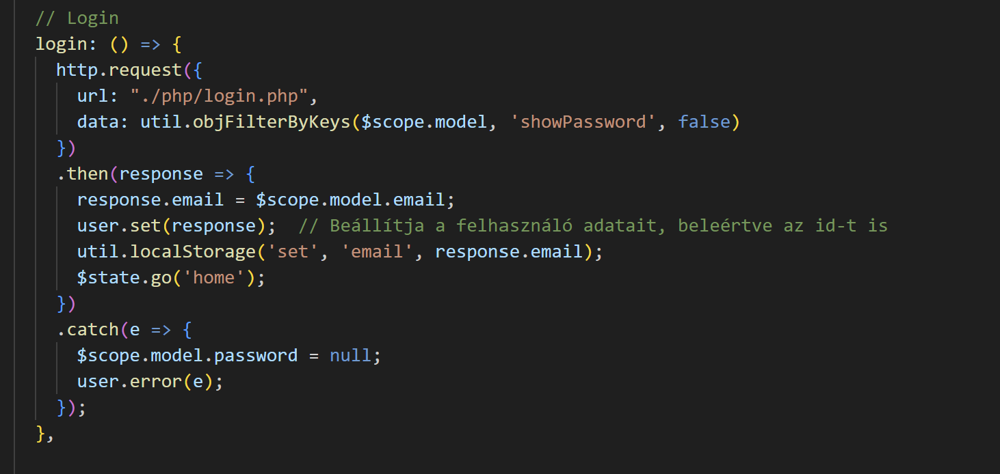 // Login
login: () => {
http.request({
url: "./php/login.php",
data: util.objFilterByKeys($scope.model, 'showPassword', false)
})
.then(response => {
response.email = $scope.model.email;
user.set(response);  // Beállítja a felhasználó adatait, beleértve az id-t is
util.localStorage('set', 'email', response.email);
$state.go('home');
})
.catch(e => {
$scope.model.password = null;
user.error(e);
});
},